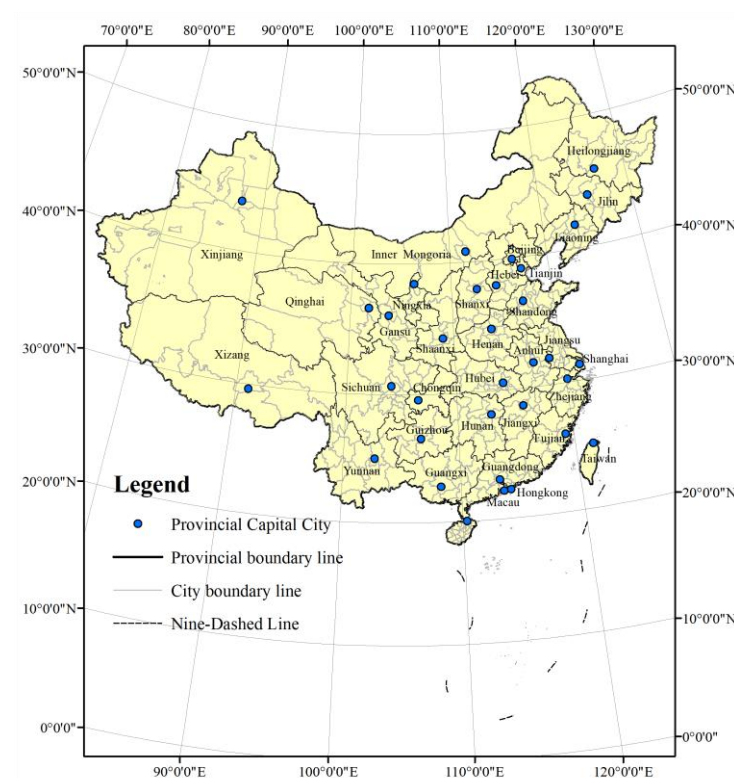 70°0'0"E 80°0'0"E 90°0'0"E 100°0'0"E 110°0'0"E 120°0'0"E 130°0'0"E
50°0'0"N
50°0'0"N
Heilongjiang
Jilin
40°0'0"N
40°0'0"N
Liaoning
Beijing
Xinjiang
Inner Mongoria
Hebei
Tianjin
Qinghai
Ningxia
Shanxi
Shandong
Gansu
30°0'0"N
Shaanxi
Henan
Jiangsu
Anhui
Shanghai
30°0'0"N
Xizang
Sichuan
Chongqin
Hubei
Zhejiang
Guizhou
Hunan
Jiangxi
Fujian
Taiwan
20°0'0"N
Yunnan
Guangxi
Guangdong
Legend
Hongkong
20°0'0"N
Macau
Provincial Capital City
Provincial boundary line
City boundary line
10°0'0"N
Nine-Dashed Line
10°0'0"N
0°0'0"
0°0'0"
90°0'0"E 100°0'0"E 110°0'0"E 120°0'0"E